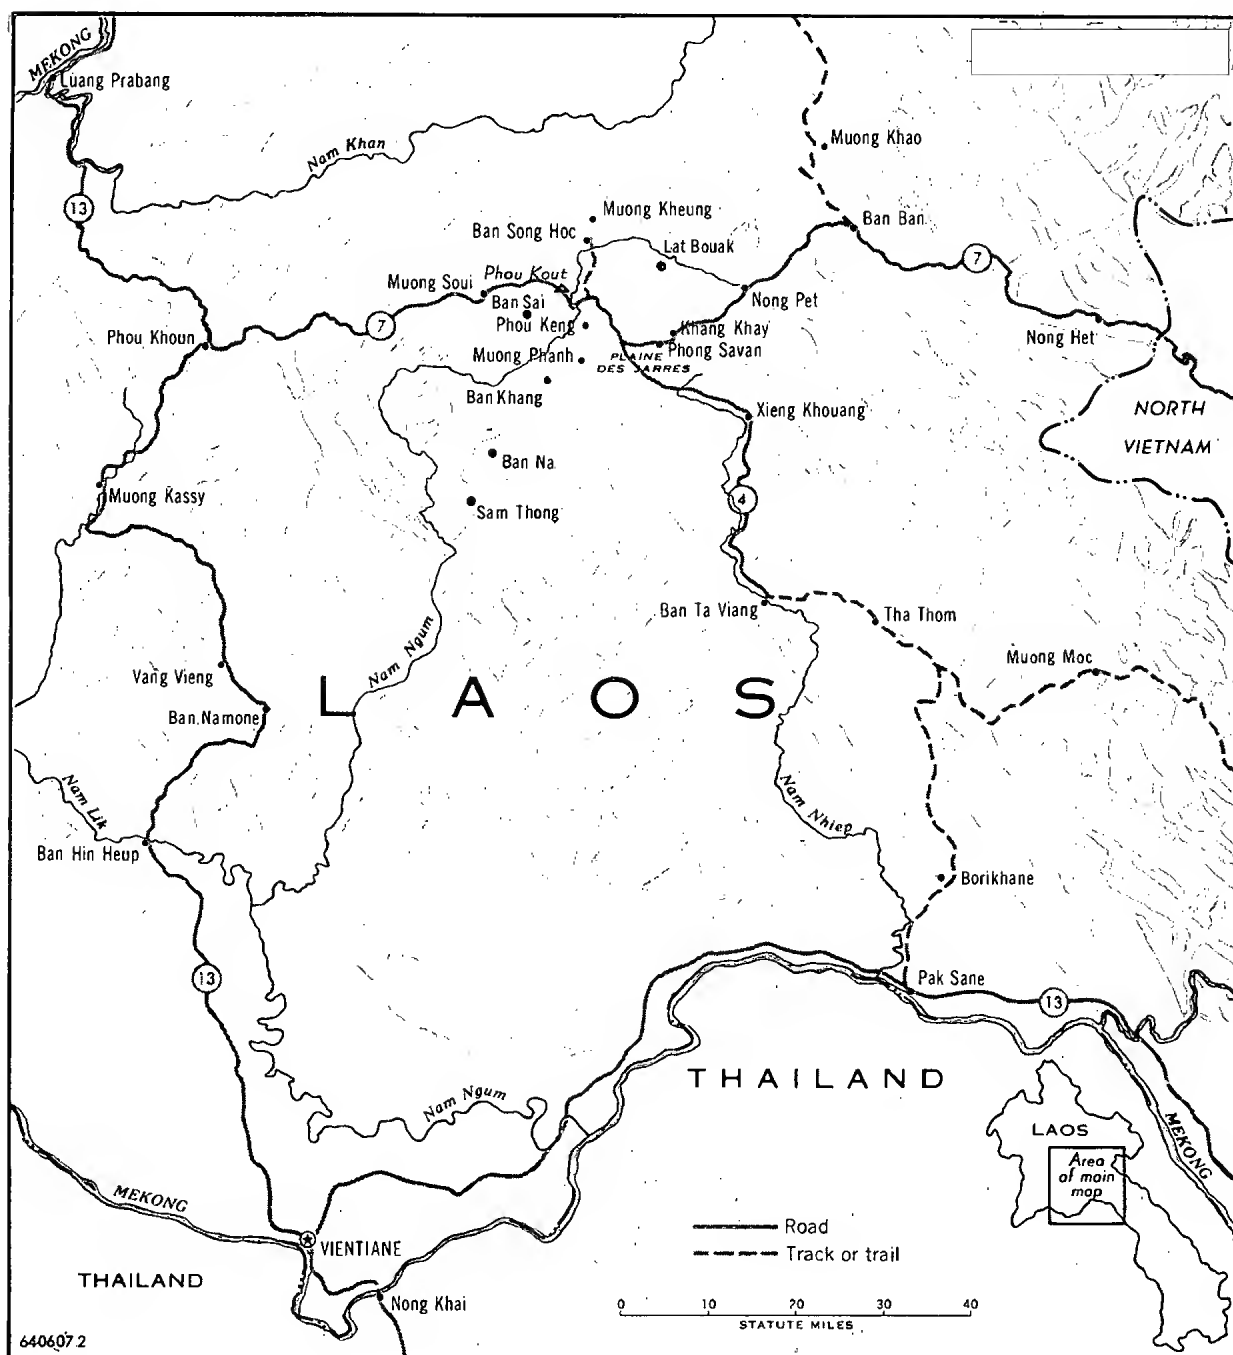 MEKONG
Luang Prabang
Nam Khan
Muong Khao
13
Muong Kheung
Ban Song Hoc
Ban Ban
Lat Bouak
7
Muong Soui
Phou Kout
Ban Sai
Nong Pet
7
Phou Keng
Khang Khay
Phou Khoun
Nong Het
Muong Phanh
PLAINE
DES JARRES
Phong Savan
Ban Khang
Xieng Khouang
NORTH
VIETNAM
Ban Na
Muong Kassy
4
Sam Thong
Ban Ta Viang
Tha Thom
Nam Ngum
Muong Moc
Vang Vieng
LAOS
Ban Namone
Nam Lik
Nam Nhiep
Ban Hin Heup
Borikhane
13
Pak Sane
13
THAILAND
Nam Ngum
MEKONG
LAOS
Area
of main
map
MEKONG
Road
VIENTIANE
Track or trail
THAILAND
Nong Khai
0 10 20 30 40
STATUTE MILES
640607 2